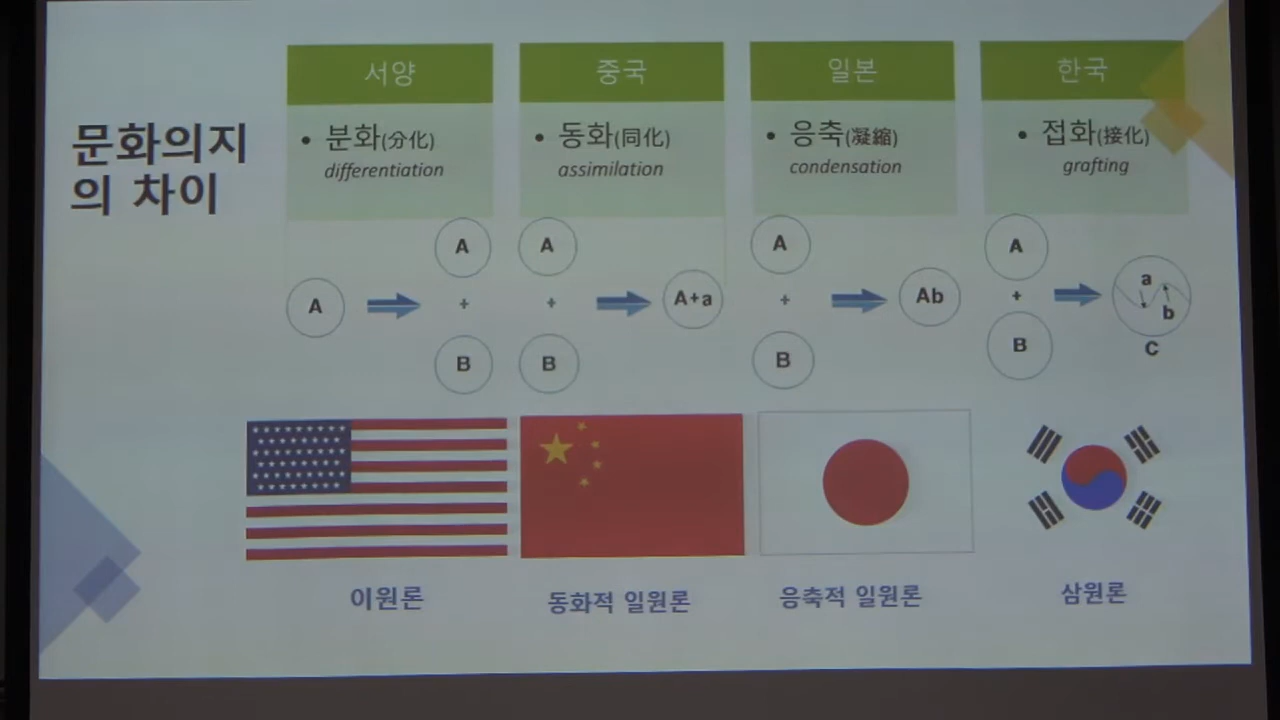 문화의지
의 차이
서양
• 분화(分化)
differentiation
A
A
+
B
중국
• 동화(同化)
assimilation
A
+
B
A+a
일본
• 응축(凝縮)
condensation
A
+
B
Ab
한국
• 접화(接化)
grafting
A
+
B
a
b
C
이원론
동화적 일원론
응축적 일원론
삼원론